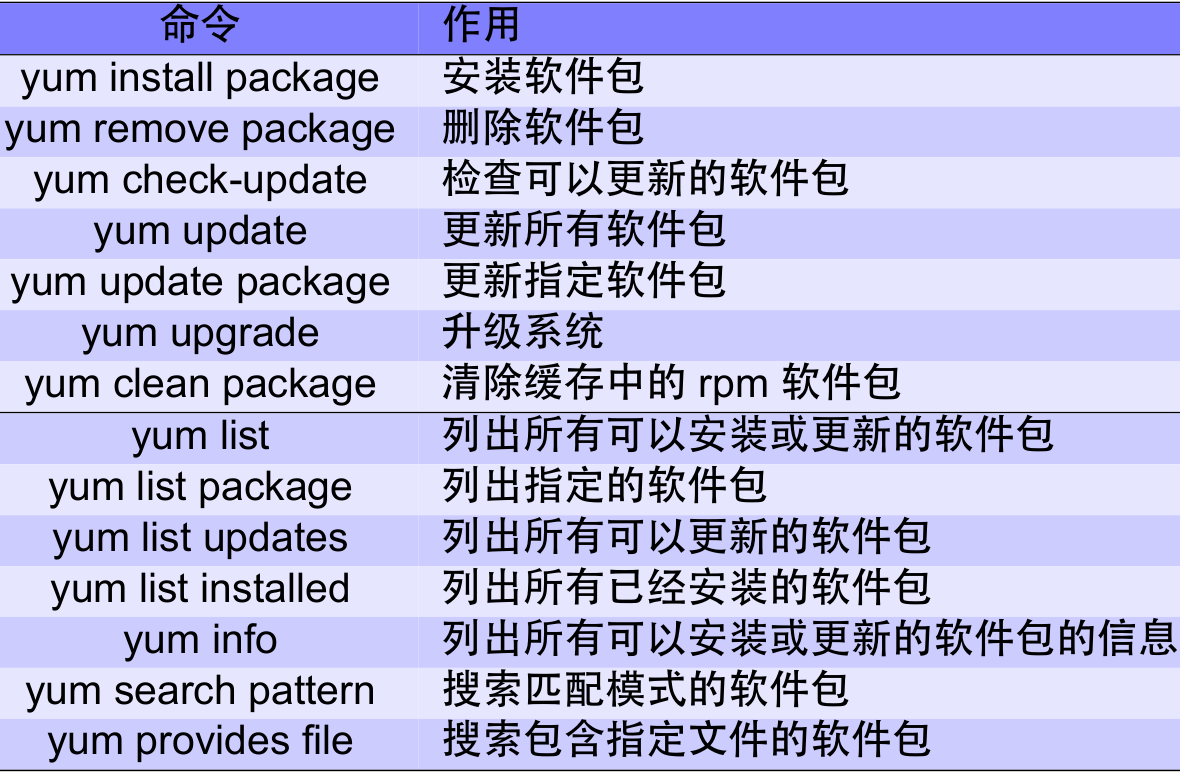 命令 作用
yum install package 安装软件包
yum remove package 删除软件包
yum check-update 检查可以更新的软件包
yum update 更新所有软件包
yum update package 更新指定软件包
yum upgrade 升级系统
yum clean package 清除缓存中的 rpm 软件包
yum list 列出所有可以安装或更新的软件包
yum list package 列出指定的软件包
yum list updates 列出所有可以更新的软件包
yum list installed 列出所有已经安装的软件包
yum info 列出所有可以安装或更新的软件包的信息
yum search pattern 搜索匹配模式的软件包
yum provides file 搜索包含指定文件的软件包